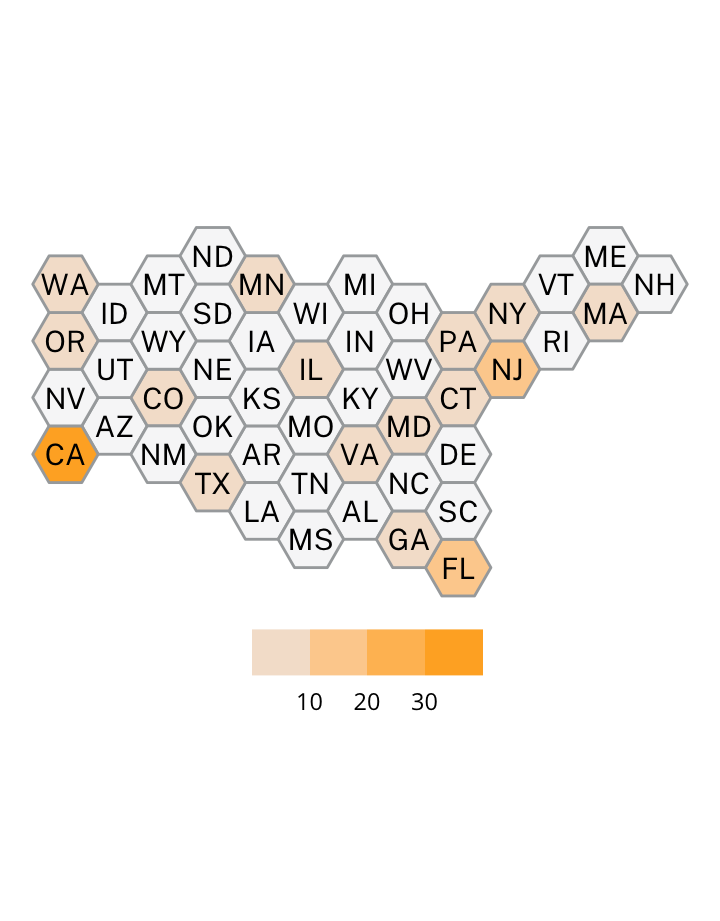 ND ME
WA MT MN MI VT NH
ID SD WI OH NY MA
OR WY IA IN PA RI
UT NE IL WV NJ
NV CO KS KY CT
AZ OK MO MD
CA NM AR VA DE
TX TN NC
LA AL SC
MS GA
FL
10 20 30